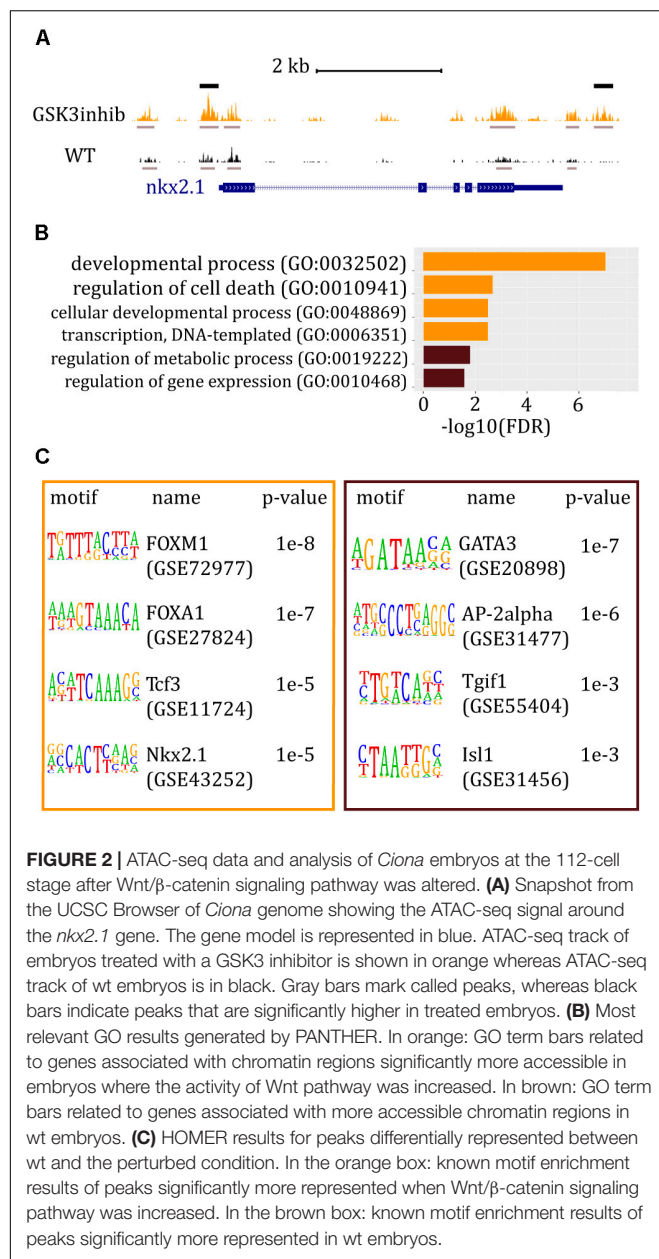 A
2 kb
GSK3inhib
WT
nkx2.1
B
developmental process (GO:0032502)
regulation of cell death (GO:0010941)
cellular developmental process (GO:0048869)
transcription, DNA-templated (GO:0006351)
regulation of metabolic process (GO:0019222)
regulation of gene expression (GO:0010468)
0 2 4 6
-log10(FDR)
C
motif name p-value
FOXM1 1e-8
(GSE72977)
FOXA1 1e-7
(GSE27824)
Tcf3 1e-5
(GSE11724)
Nkx2.1 1e-5
(GSE43252)
motif name p-value
GATA3 1e-7
(GSE20898)
AP-2alpha 1e-6
(GSE31477)
Tgif1 1e-3
(GSE55404)
Isl1 1e-3
(GSE31456)
FIGURE 2 | ATAC-seq data and analysis of Ciona embryos at the 112-cell
stage after Wnt/β-catenin signaling pathway was altered. (A) Snapshot from
the UCSC Browser of Ciona genome showing the ATAC-seq signal around
the nkx2.1 gene. The gene model is represented in blue. ATAC-seq track of
embryos treated with a GSK3 inhibitor is shown in orange whereas ATAC-seq
track of wt embryos is in black. Gray bars mark called peaks, whereas black
bars indicate peaks that are significantly higher in treated embryos. (B) Most
relevant GO results generated by PANTHER. In orange: GO term bars related
to genes associated with chromatin regions significantly more accessible in
embryos where the activity of Wnt pathway was increased. In brown: GO term
bars related to genes associated with more accessible chromatin regions in
wt embryos. (C) HOMER results for peaks differentially represented between
wt and the perturbed condition. In the orange box: known motif enrichment
results of peaks significantly more represented when Wnt/β-catenin signaling
pathway was increased. In the brown box: known motif enrichment results of
peaks significantly more represented in wt embryos.